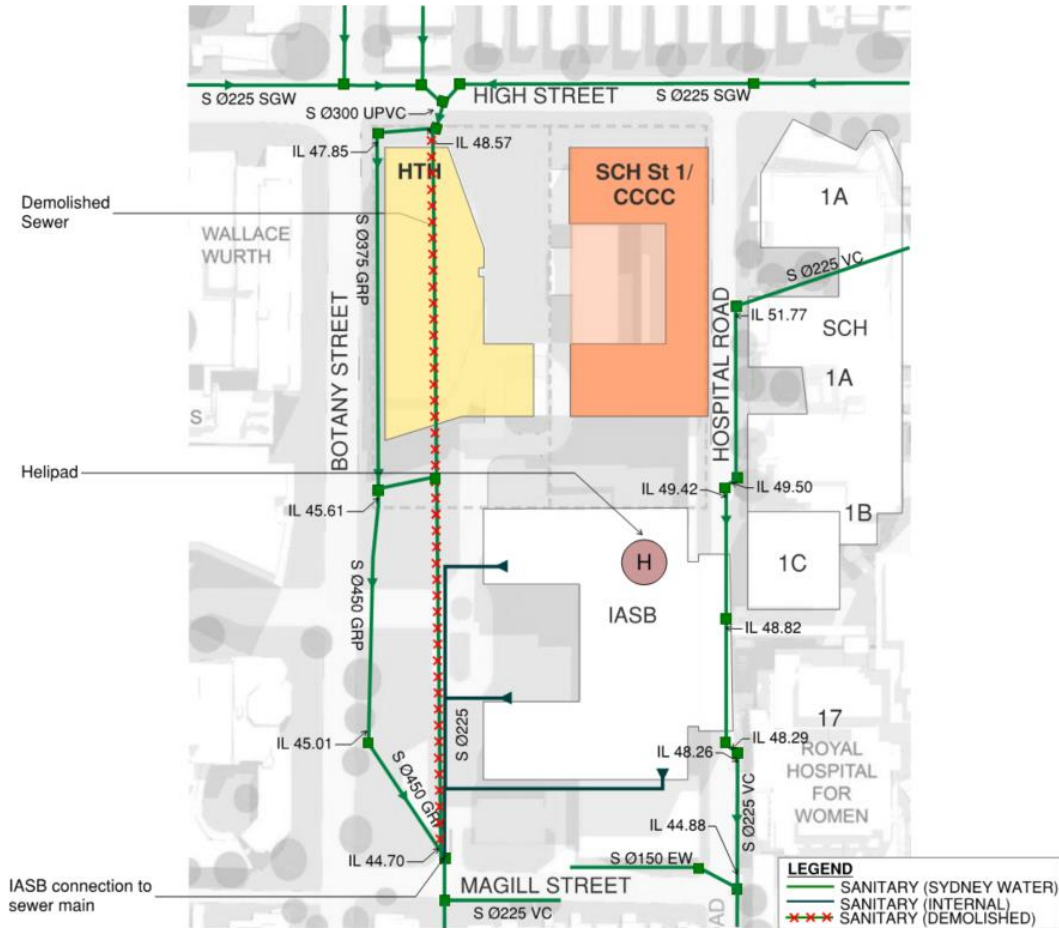 HIGH STREET
S Ø225 SGW
S Ø225 SGW
S Ø300 UPVC
IL 47.85
IL 48.57
HTH
SCH St 1/
CCCC
1A
Demolished
Sewer
WALLACE
WURTH
S Ø375 GRP
BOTANY STREET
HOSPITAL ROAD
S Ø225 VC
IL 51.77
SCH
1A
S
Helipad
IL 45.61
IL 49.42
IL 49.50
1B
1C
H
IASB
S Ø450 GRP
IL 48.82
S Ø225
17
ROYAL
HOSPITAL
FOR
WOMEN
IL 45.01
IL 48.29
IL 48.26
S Ø450 GRP
S Ø225 VC
IL 44.88
IL 44.70
S Ø150 EW
IASB connection to
sewer main
MAGILL STREET
S Ø225 VC
LEGEND
SANITARY (SYDNEY WATER)
SANITARY (INTERNAL)
SANITARY (DEMOLISHED)